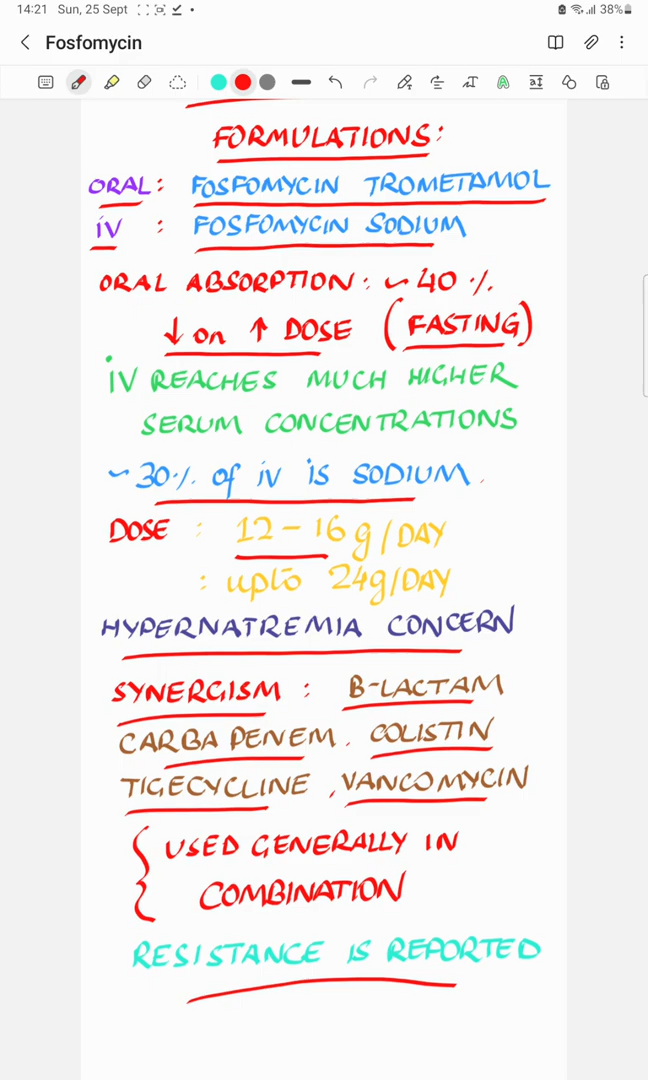 14:21 Sun, 25 Sept
38%
Fosfomycin
FORMULATIONS:
ORAL: FOSFOMYCIN TROMETAMOL
iV : FOSFOMYCIN SODIUM
ORAL ABSORPTION: ~ 40 %
↓ on ↑ DOSE (FASTING)
iV REACHES MUCH HIGHER
SERUM CONCENTRATIONS
~ 30% of iv is SODIUM.
DOSE : 12 - 16 g/DAY
: upto 24g/DAY
HYPERNATREMIA CONCERN
SYNERGISM : B-LACTAM
CARBAPENEM, COLISTIN
TIGECYCLINE, VANCOMYCIN
{ USED GENERALLY IN
COMBINATION
RESISTANCE IS REPORTED